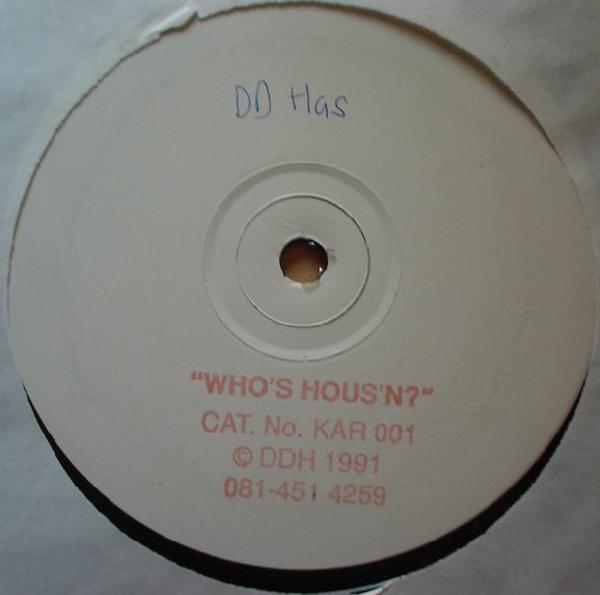 DD Has
"WHO'S HOUS'N?"
CAT. No. KAR 001
© DDH 1991
081-451 4259